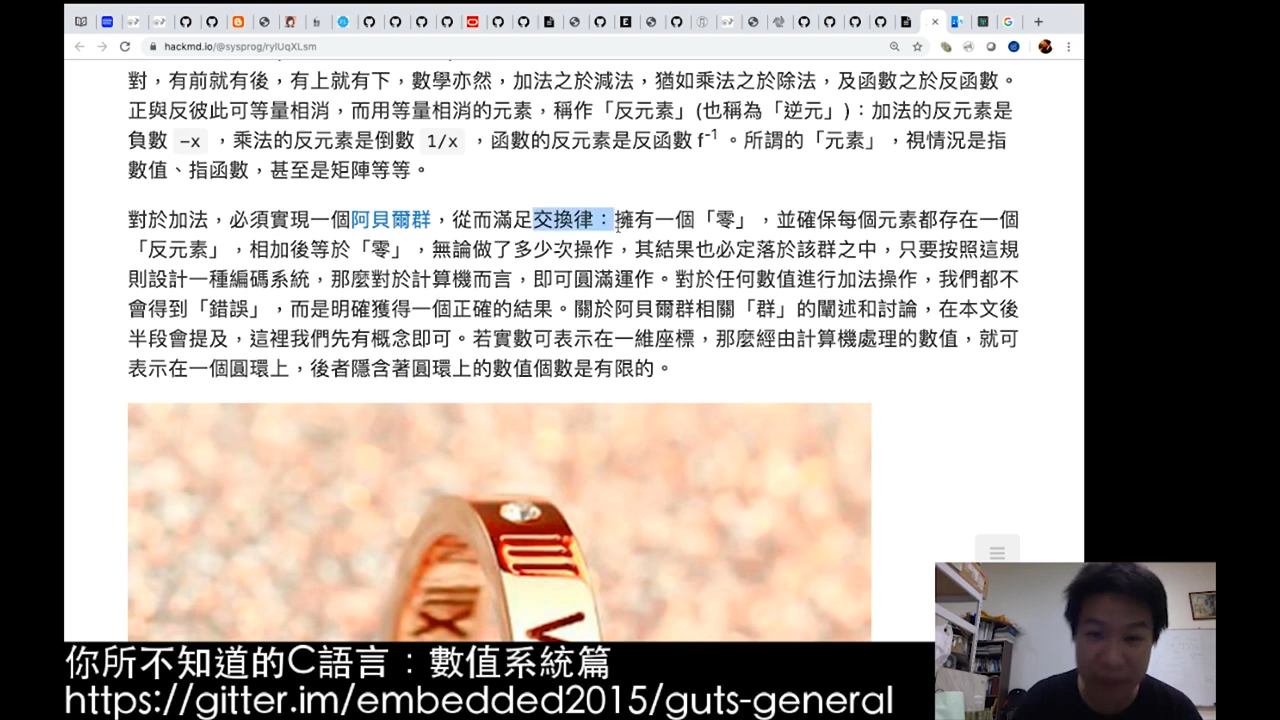 hackmd.io/@sysprog/rylUqXLsm
對，有前就有後，有上就有下，數學亦然，加法之於減法，猶如乘法之於除法，及函數之於反函數。
正與反彼此可等量相消，而用等量相消的元素，稱作「反元素」(也稱為「逆元」)：加法的反元素是
負數 -x ，乘法的反元素是倒數 1/x ，函數的反元素是反函數 f⁻¹ 。所謂的「元素」，視情況是指
數值、指函數，甚至是矩陣等等。
對於加法，必須實現一個阿貝爾群，從而滿足交換律：擁有一個「零」，並確保每個元素都存在一個
「反元素」，相加後等於「零」，無論做了多少次操作，其結果也必定落於該群之中，只要按照這規
則設計一種編碼系統，那麼對於計算機而言，即可圓滿運作。對於任何數值進行加法操作，我們都不
會得到「錯誤」，而是明確獲得一個正確的結果。關於阿貝爾群相關「群」的闡述和討論，在本文後
半段會提及，這裡我們先有概念即可。若實數可表示在一維座標，那麼經由計算機處理的數值，就可
表示在一個圓環上，後者隱含著圓環上的數值個數是有限的。
你所不知道的C語言：數值系統篇
https://gitter.im/embedded2015/guts-general